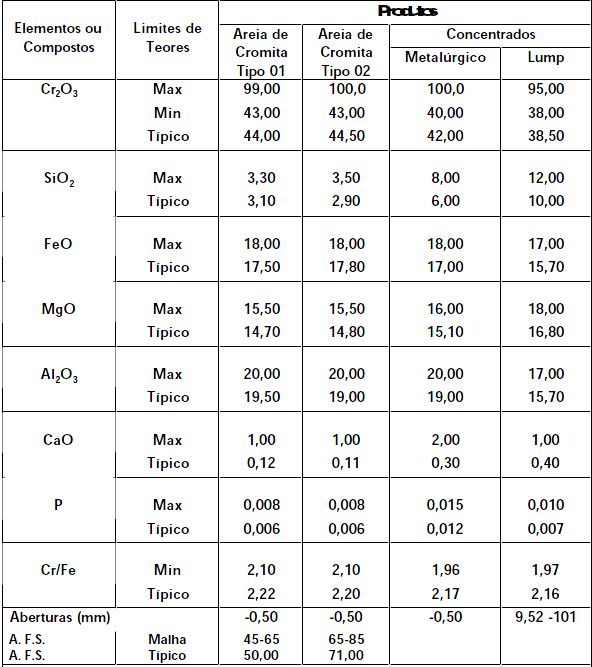 Produtos
Elementos ou Compostos Limites de Teores Areia de Cromita Tipo 01 Areia de Cromita Tipo 02 Concentrados
Metalúrgico Lump
Cr2O3 Max 99,00 100,0 100,0 95,00
Min 43,00 43,00 40,00 38,00
Típico 44,00 44,50 42,00 38,50
SiO2 Max 3,30 3,50 8,00 12,00
Típico 3,10 2,90 6,00 10,00
FeO Max 18,00 18,00 18,00 17,00
Típico 17,50 17,80 17,00 15,70
MgO Max 15,50 15,50 16,00 18,00
Típico 14,70 14,80 15,10 16,80
Al2O3 Max 20,00 20,00 20,00 17,00
Típico 19,50 19,00 19,00 15,70
CaO Max 1,00 1,00 2,00 1,00
Típico 0,12 0,11 0,30 0,40
P Max 0,008 0,008 0,015 0,010
Típico 0,006 0,006 0,012 0,007
Cr/Fe Min 2,10 2,10 1,96 1,97
Típico 2,22 2,20 2,17 2,16
Aberturas (mm) -0,50 -0,50 -0,50 9,52 -101
A. F.S. Malha 45-65 65-85
A. F.S. Típico 50,00 71,00